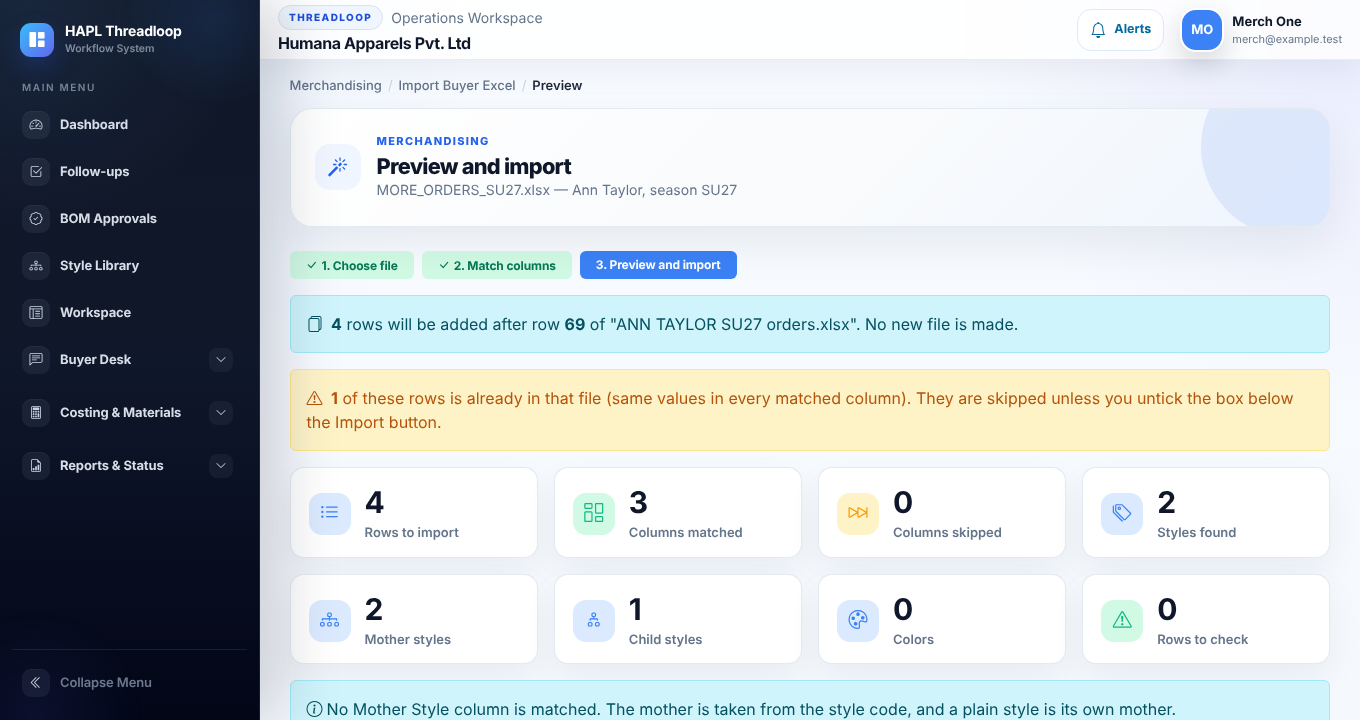 HAPL Threadloop
Workflow System
MAIN MENU
Dashboard
Follow-ups
BOM Approvals
Style Library
Workspace
Buyer Desk
Costing & Materials
Reports & Status
Collapse Menu
THREADLOOP Operations Workspace
Humana Apparels Pvt. Ltd
Alerts
MO
Merch One
merch@example.test
Merchandising / Import Buyer Excel / Preview
MERCHANDISING
Preview and import
MORE_ORDERS_SU27.xlsx — Ann Taylor, season SU27
1. Choose file
2. Match columns
3. Preview and import
4 rows will be added after row 69 of "ANN TAYLOR SU27 orders.xlsx". No new file is made.
1 of these rows is already in that file (same values in every matched column). They are skipped unless you untick the box below
the Import button.
4
Rows to import
3
Columns matched
0
Columns skipped
2
Styles found
2
Mother styles
1
Child styles
0
Colors
0
Rows to check
No Mother Style column is matched. The mother is taken from the style code, and a plain style is its own mother.